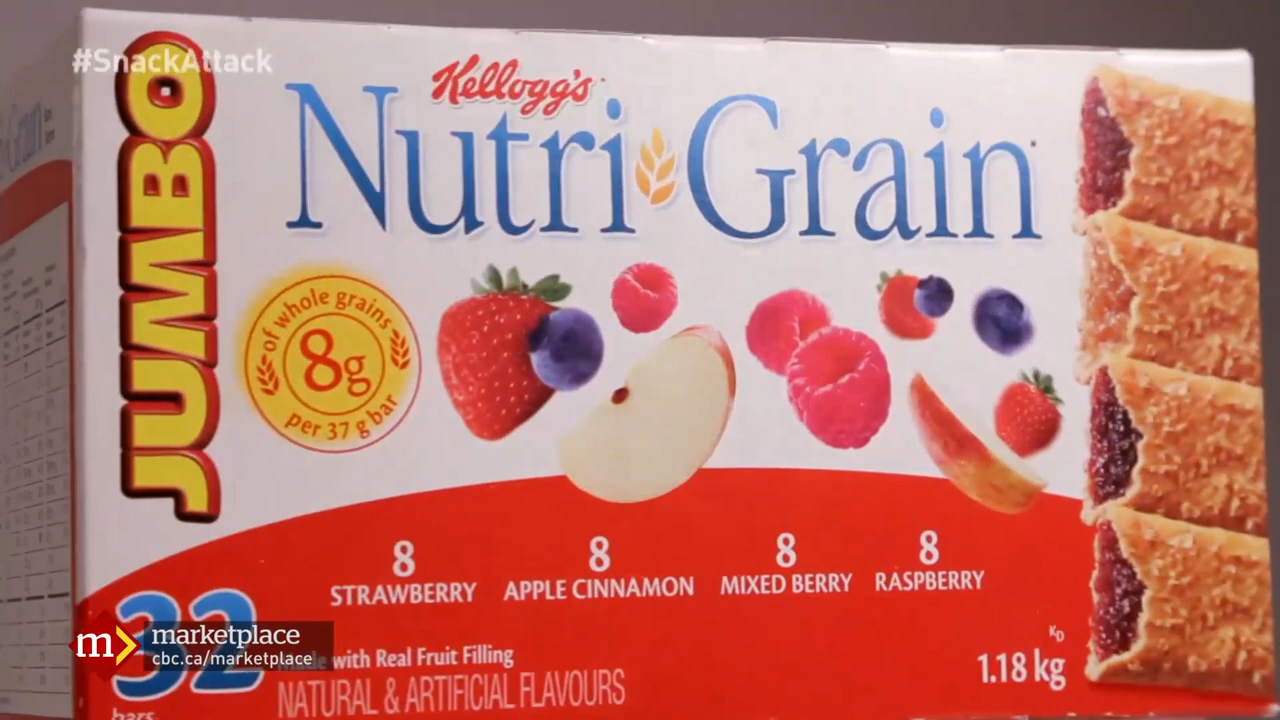 #SnackAttack
JUMBO
Kellogg's
Nutri Grain
of whole grains
8g
per 37 g bar
8
STRAWBERRY
8
APPLE CINNAMON
8
MIXED BERRY
8
RASPBERRY
32
bars
with Real Fruit Filling
NATURAL & ARTIFICIAL FLAVOURS
KD
1.18 kg
m
marketplace
cbc.ca/marketplace